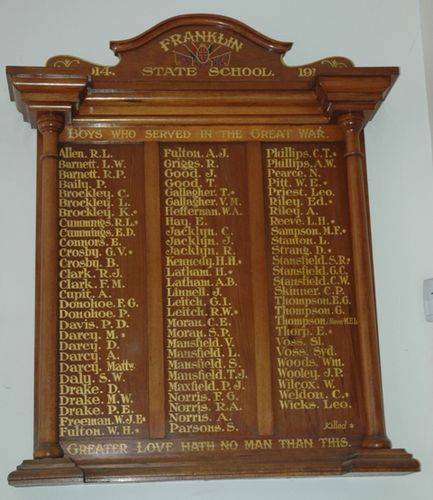 FRANKLIN
1914. STATE SCHOOL. 191
BOYS WHO SERVED IN THE GREAT WAR.
Allen. R.L.
Barnett. L.W.
Barnett. R.P.
Baily. P.
Brockley. C.
Brockley. L.
Brockley. K.*
Cummings. R.L.*
Cummings. E.D.
Connors. E.
Crosby. G.V.*
Crosby. B.
Clark. R.J.
Clark. F.M.
Cupit. A.
Donohoe. F.G.
Donohoe. P.
Davis. P.D.
Darcy. M.*
Darcy. D.
Darcy. A.
Darcy. Matt
Daly. S.W.
Drake. D.
Drake. M.W.
Drake. P.E.
Freeman. W.J.E*
Fulton. W.H.*
Fulton. A.J.
Griggs. R.
Good. J.
Good. T.
Gallagher. T.*
Gallagher. V.M.
Heffernan. W.A.
Hay. E.
Jacklyn. C.
Jacklyn. J.
Jacklyn. R.
Kennedy. H.H.*
Latham. H.*
Latham. A.B.
Linnell. J.
Leitch. G.I.
Leitch. R.W.*
Moran. C.E.
Moran. S.P.
Mansfield. V.
Mansfield. L.
Mansfield. S.
Mansfield. T.J.
Maxfield. P.J.
Norris. F.G.
Norris. R.A.
Norris. A.
Parsons. S.
Phillips. C.T.*
Phillips. A.W.
Pearce. N.
Pitt. W.E.*
Priest. Leo.
Riley. Ed.*
Riley. A.
Reeve. L.H.*
Sampson. M.F.*
Stanton. L.
Strang. D.*
Stansfield. S.R*
Stansfield. G.C.
Stansfield. C.W.
Skinner. C.P.
Thompson. E.G.
Thompson. G.
Thompson. W.E.L
Thorp. E.*
Voss. Sl.
Voss. Syd.
Woods. Wm.
Wooley. J.P.
Wilcox. W.
Weldon. C.*
Wicks. Leo.
Killed *
GREATER LOVE HATH NO MAN THAN THIS.